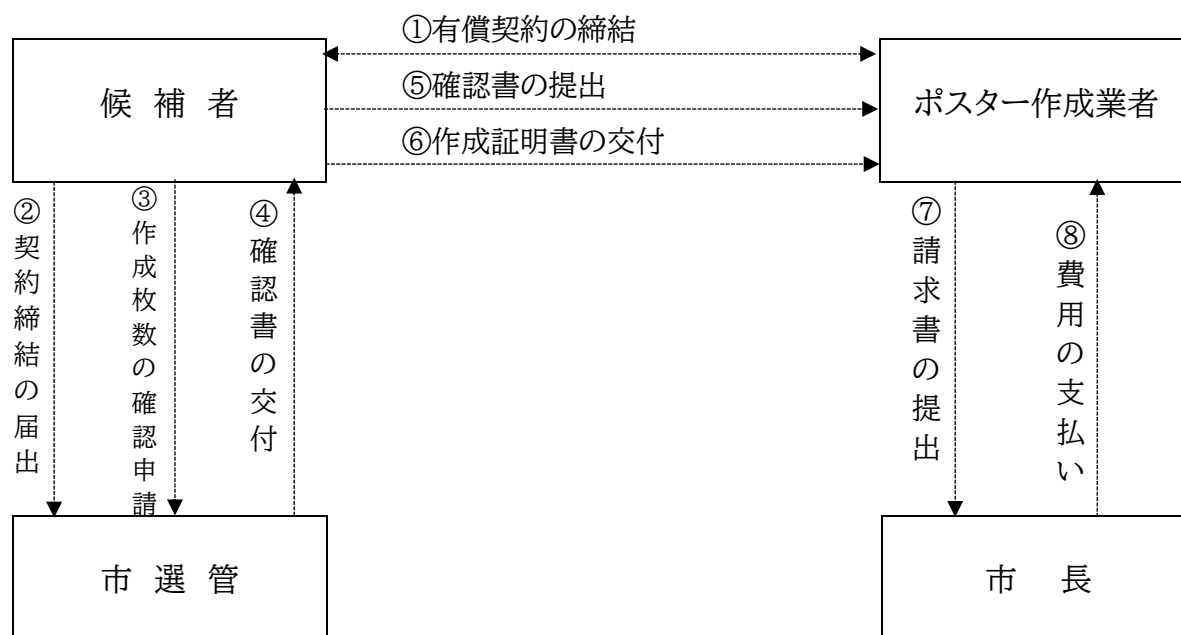 ①有償契約の締結
候補者
⑤確認書の提出
ポスター作成業者
⑥作成証明書の交付
②契約締結の届出
③作成枚数の確認申請
④確認書の交付
⑦請求書の提出
⑧費用の支払い
市選管
市長